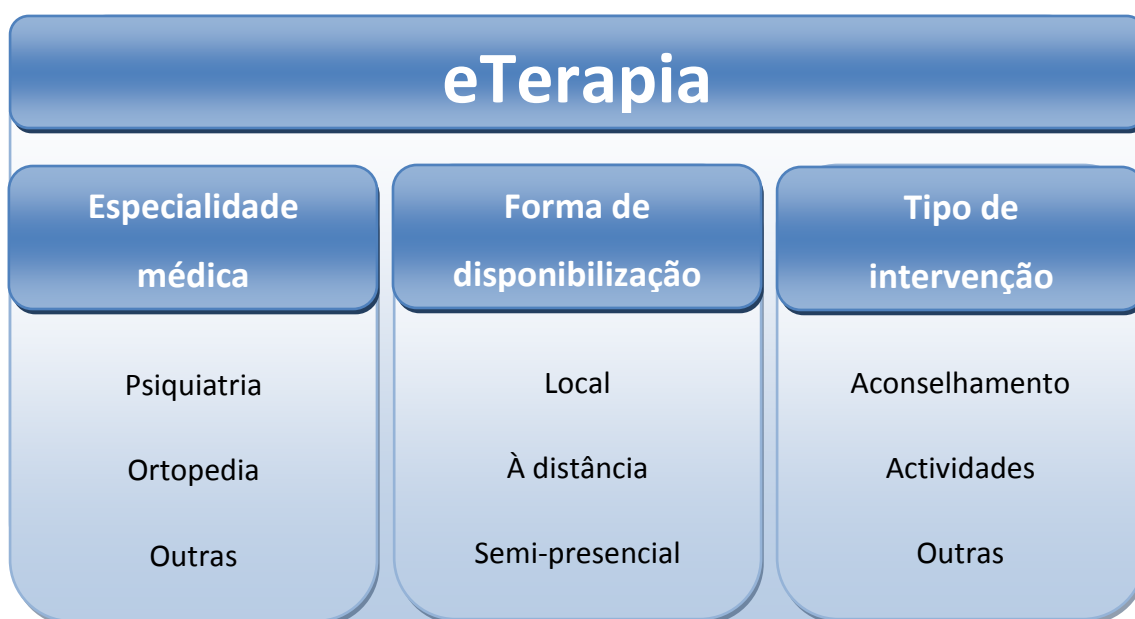 eTerapia
Especialidade
médica
Psiquiatria
Ortopedia
Outras
Forma de
disponibilização
Local
À distância
Semi-presencial
Tipo de
intervenção
Aconselhamento
Actividades
Outras